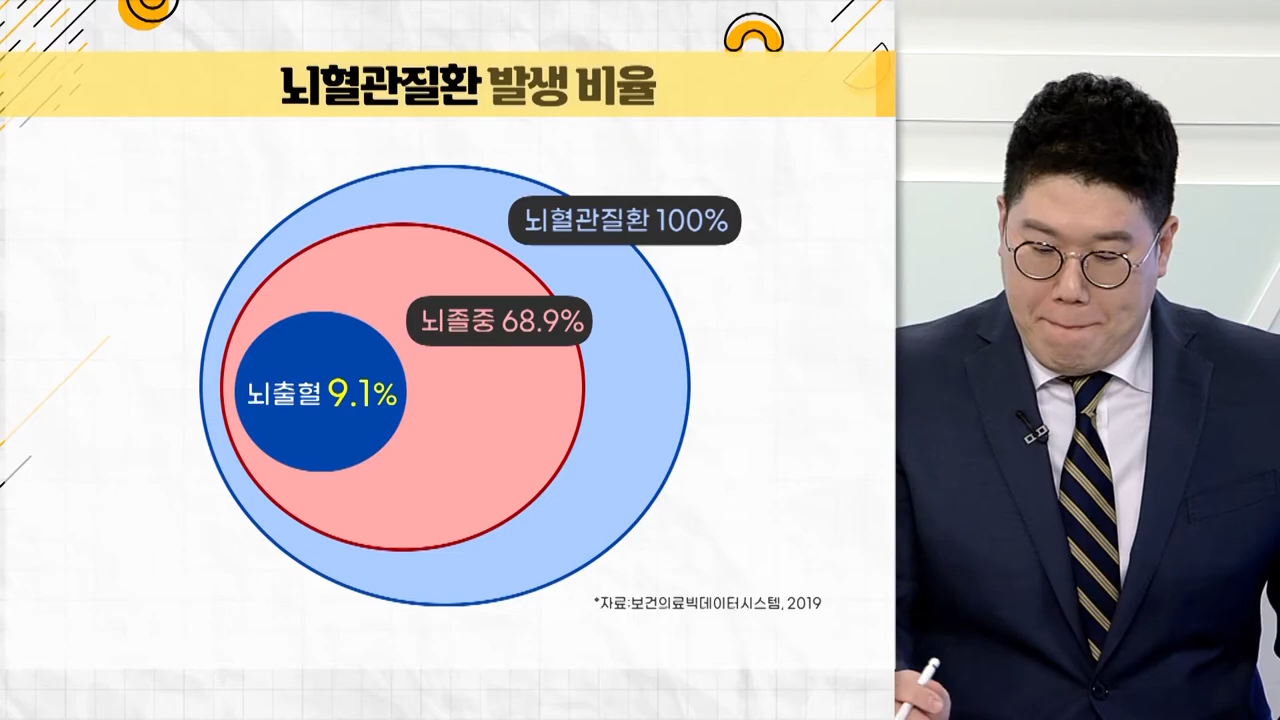 뇌혈관질환 발생 비율
뇌혈관질환 100%
뇌졸중 68.9%
뇌출혈 9.1%
*자료:보건의료빅데이터시스템, 2019